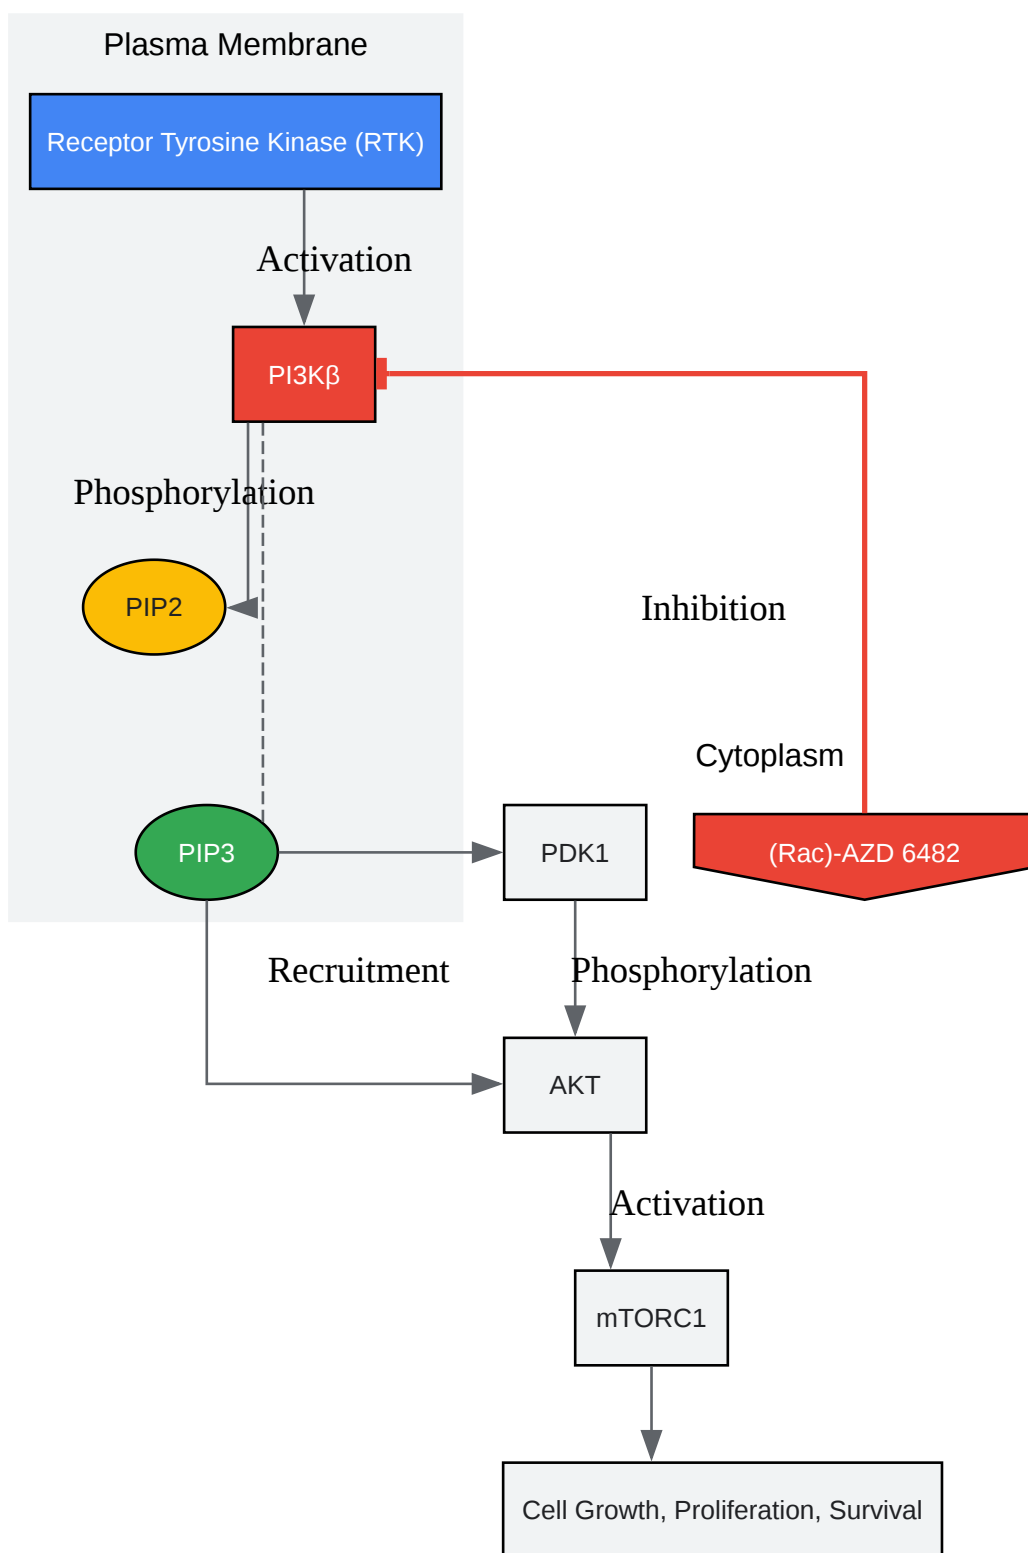 Plasma Membrane
Receptor Tyrosine Kinase (RTK)
Activation
PI3Kβ
Phosphorylation
PIP2
Inhibition
Cytoplasm
PIP3
PDK1
(Rac)-AZD 6482
Recruitment
Phosphorylation
AKT
Activation
mTORC1
Cell Growth, Proliferation, Survival